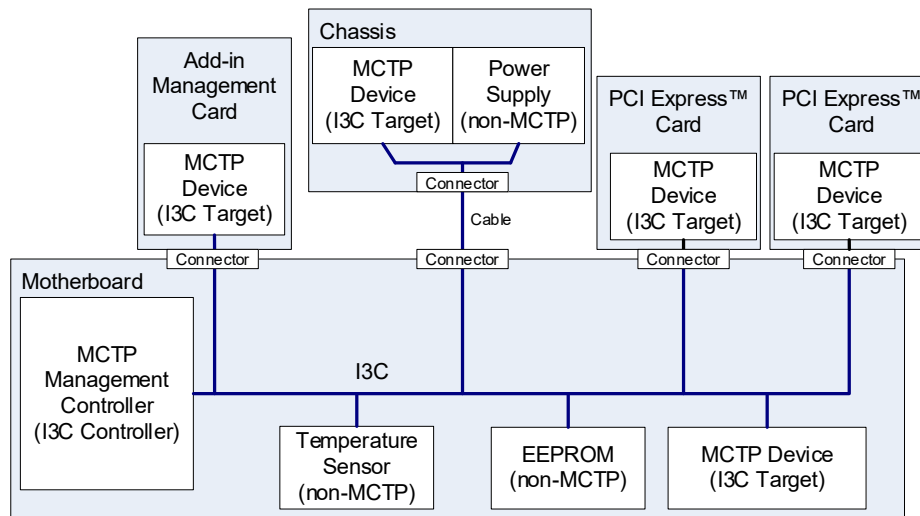 Add-in
Management
Card
MCTP
Device
(I3C Target)
Connector
Chassis
MCTP
Device
(I3C Target)
Power
Supply
(non-MCTP)
Connector
Cable
Connector
PCI Express™
Card
MCTP
Device
(I3C Target)
Connector
PCI Express™
Card
MCTP
Device
(I3C Target)
Connector
Motherboard
MCTP
Management
Controller
(I3C Controller)
I3C
Temperature
Sensor
(non-MCTP)
EEPROM
(non-MCTP)
MCTP Device
(I3C Target)